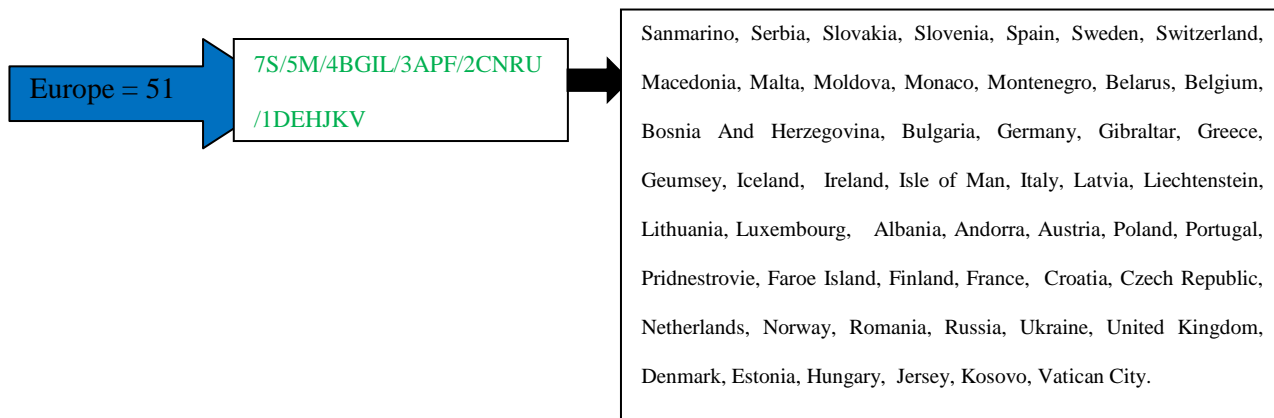 Europe = 51
7S/5M/4BGIL/3APF/2CNRU
/1DEHJKV
Sanmarino, Serbia, Slovakia, Slovenia, Spain, Sweden, Switzerland,
Macedonia, Malta, Moldova, Monaco, Montenegro, Belarus, Belgium,
Bosnia And Herzegovina, Bulgaria, Germany, Gibraltar, Greece,
Geumsey, Iceland, Ireland, Isle of Man, Italy, Latvia, Liechtenstein,
Lithuania, Luxembourg, Albania, Andorra, Austria, Poland, Portugal,
Pridnestrovie, Faroe Island, Finland, France, Croatia, Czech Republic,
Netherlands, Norway, Romania, Russia, Ukraine, United Kingdom,
Denmark, Estonia, Hungary, Jersey, Kosovo, Vatican City.